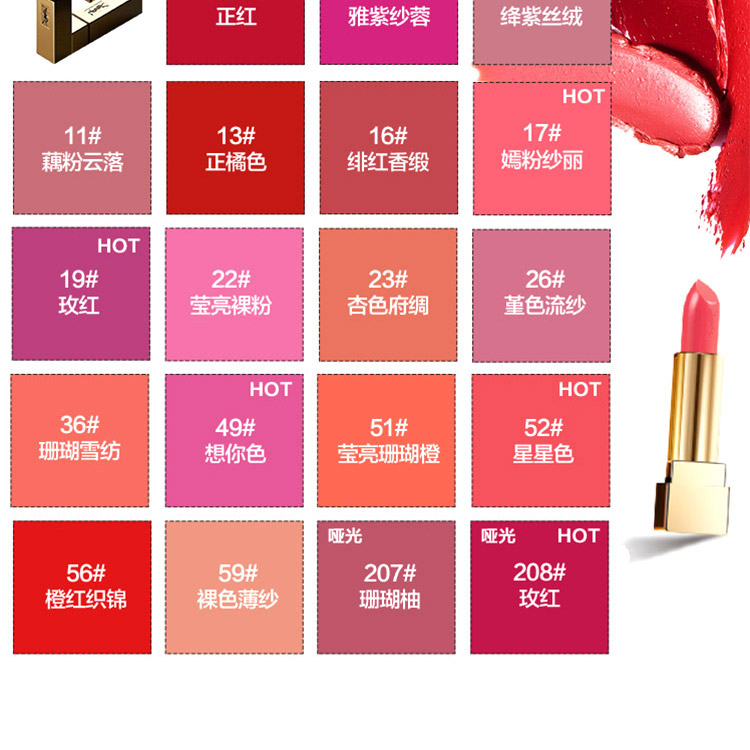 正红
雅紫纱蓉
绛紫丝绒
11#
藕粉云落
13#
正橘色
16#
绯红香缎
HOT
17#
嫣粉纱丽
HOT
19#
玫红
22#
莹亮裸粉
23#
杏色府绸
26#
堇色流纱
36#
珊瑚雪纺
HOT
49#
想你色
51#
莹亮珊瑚橙
HOT
52#
星星色
56#
橙红织锦
59#
裸色薄纱
哑光
207#
珊瑚柚
哑光 HOT
208#
玫红